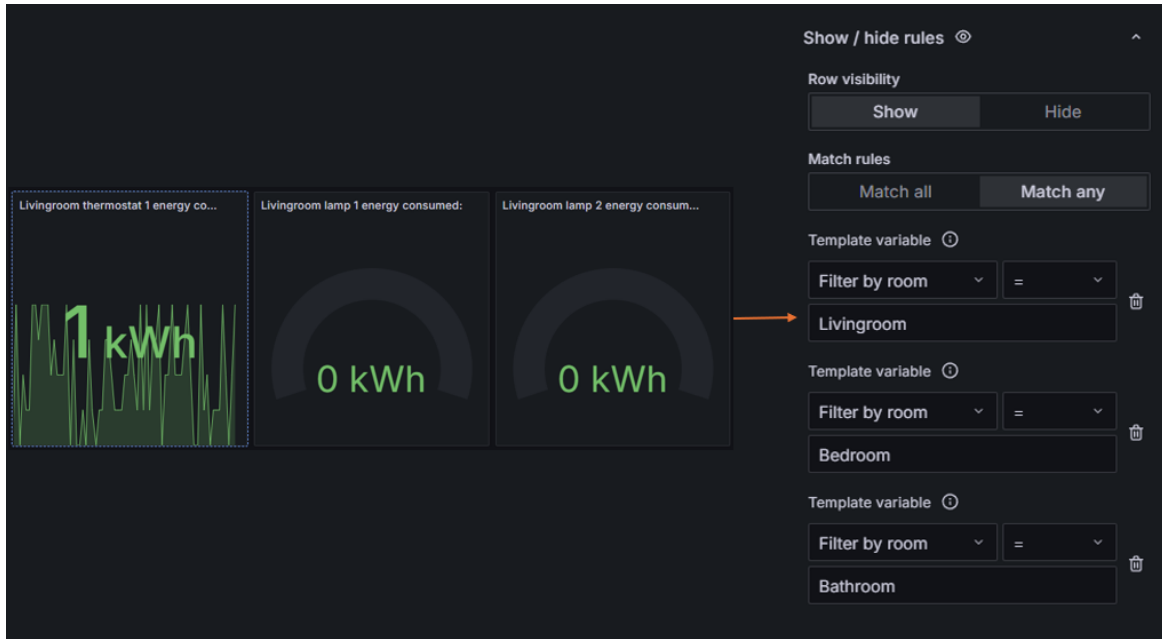 Show / hide rules
Row visibility
Show Hide
Match rules
Match all Match any
Livingroom thermostat 1 energy co...
Livingroom lamp 1 energy consumed:
Livingroom lamp 2 energy consum...
1 kWh
0 kWh
0 kWh
Template variable
Filter by room =
Livingroom
Template variable
Filter by room =
Bedroom
Template variable
Filter by room =
Bathroom